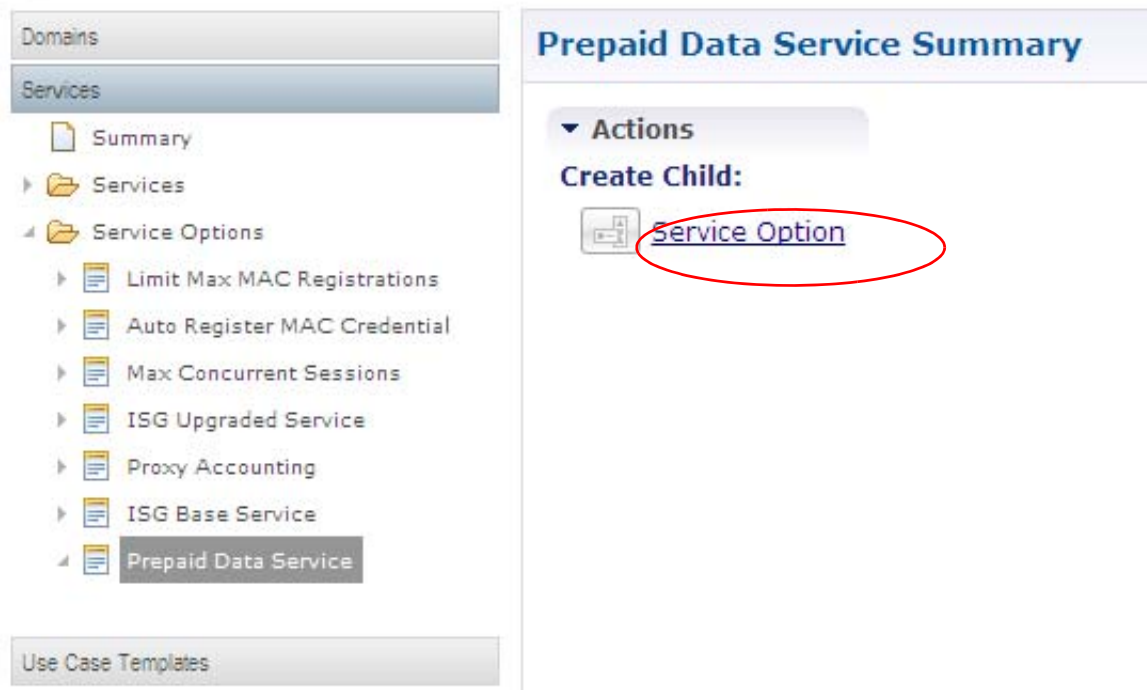 Domains
Services
Summary
Services
Service Options
Limit Max MAC Registrations
Auto Register MAC Credential
Max Concurrent Sessions
ISG Upgraded Service
Proxy Accounting
ISG Base Service
Prepaid Data Service
Use Case Templates
Prepaid Data Service Summary
Actions
Create Child:
Service Option